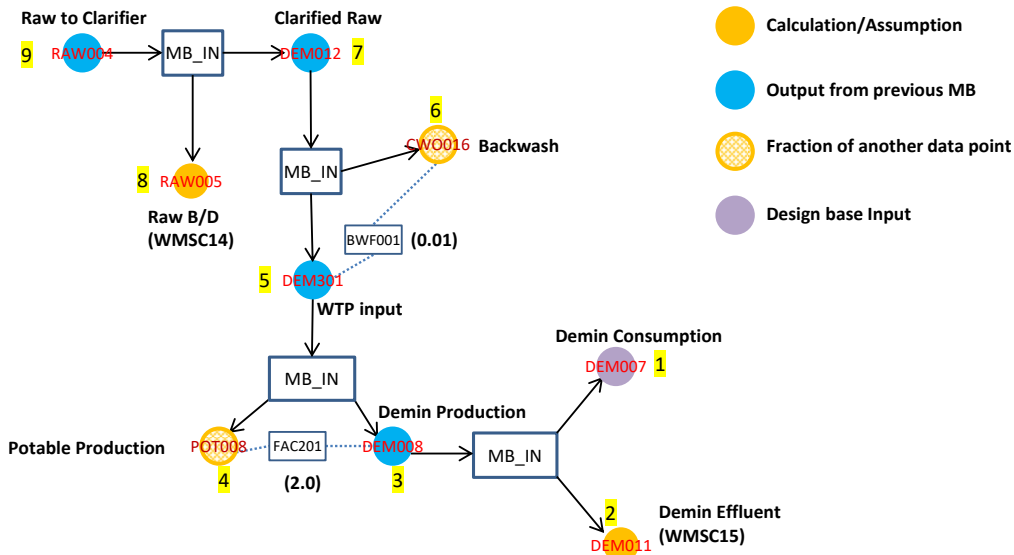 Raw to Clarifier
Clarified Raw
Calculation/Assumption
9
RAW004
MB_IN
DEM012
7
Output from previous MB
6
CWO016
Backwash
Fraction of another data point
8
RAW005
MB_IN
Raw B/D
(WMSC14)
Design base Input
BWF001
(0.01)
5
DEM301
WTP input
Demin Consumption
DEM007
1
MB_IN
Demin Production
Potable Production
POT008
FAC201
DEM008
MB_IN
4
(2.0)
3
2
Demin Effluent
(WMSC15)
DEM011